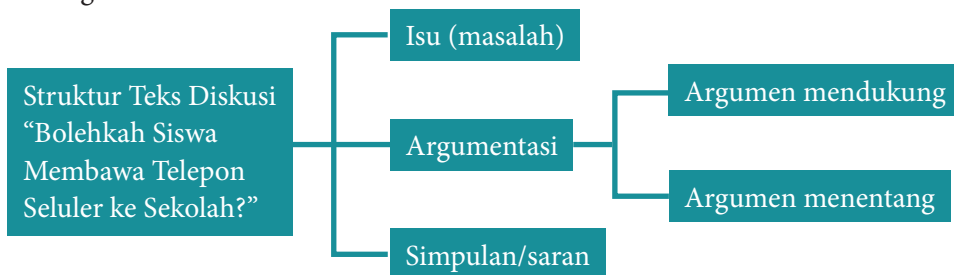 Struktur Teks Diskusi
“Bolehkah Siswa
Membawa Telepon
Seluler ke Sekolah?”
Isu (masalah)
Argumentasi
Simpulan/saran
Argumen mendukung
Argumen menentang